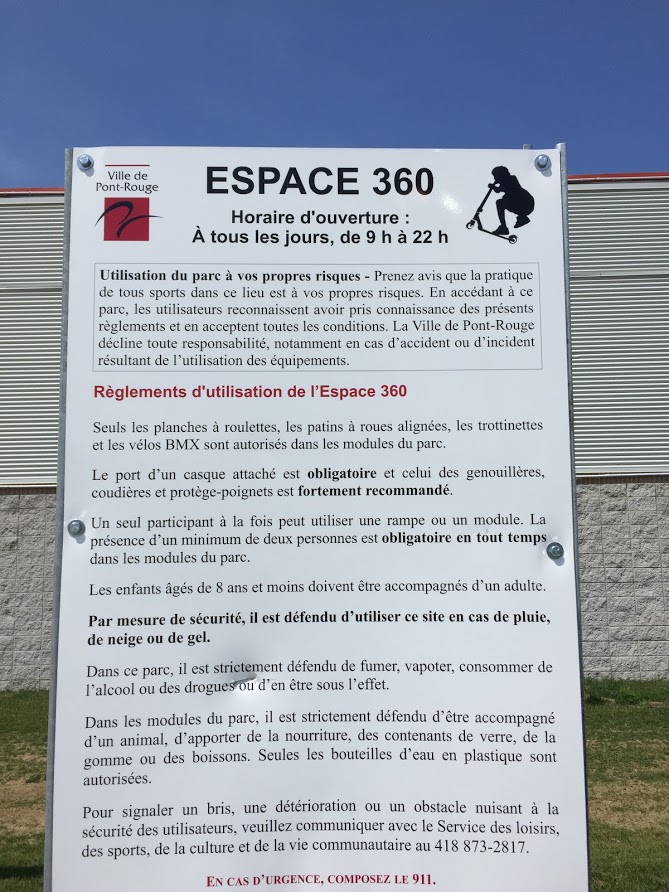 Ville de
Pont-Rouge
ESPACE 360
Horaire d'ouverture :
À tous les jours, de 9 h à 22 h
Utilisation du parc à vos propres risques - Prenez avis que la pratique
de tous sports dans ce lieu est à vos propres risques. En accédant à ce
parc, les utilisateurs reconnaissent avoir pris connaissance des présents
règlements et en acceptent toutes les conditions. La Ville de Pont-Rouge
décline toute responsabilité, notamment en cas d'accident ou d'incident
résultant de l'utilisation des équipements.
Règlements d'utilisation de l'Espace 360
Seuls les planches à roulettes, les patins à roues alignées, les trottinettes
et les vélos BMX sont autorisés dans les modules du parc.
Le port d'un casque attaché est obligatoire et celui des genouillères,
coudières et protège-poignets est fortement recommandé.
Un seul participant à la fois peut utiliser une rampe ou un module. La
présence d'un minimum de deux personnes est obligatoire en tout temps
dans les modules du parc.
Les enfants âgés de 8 ans et moins doivent être accompagnés d'un adulte.
Par mesure de sécurité, il est défendu d'utiliser ce site en cas de pluie,
de neige ou de gel.
Dans ce parc, il est strictement défendu de fumer, vapoter, consommer de
l'alcool ou des drogues ou d'en être sous l'effet.
Dans les modules du parc, il est strictement défendu d'être accompagné
d'un animal, d'apporter de la nourriture, des contenants de verre, de la
gomme ou des boissons. Seules les bouteilles d'eau en plastique sont
autorisées.
Pour signaler un bris, une détérioration ou un obstacle nuisant à la
sécurité des utilisateurs, veuillez communiquer avec le Service des loisirs,
des sports, de la culture et de la vie communautaire au 418 873-2817.
EN CAS D'URGENCE, COMPOSEZ LE 911.